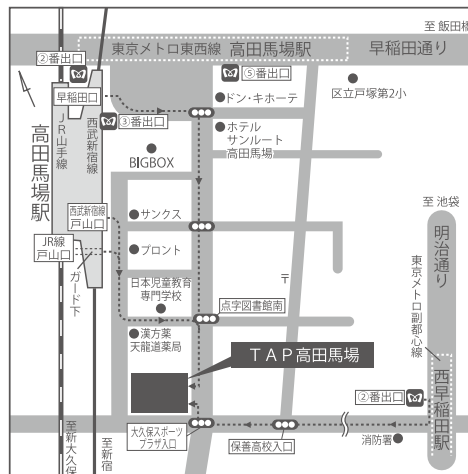 至 飯田橋
②番出口
東京メトロ東西線 高田馬場駅
早稲田通り
⑤番出口
早稲田口
ドン・キホーテ
区立戸塚第2小
③番出口
JR山手線
西武新宿線
高田馬場駅
ホテル
サンルート
高田馬場
BIGBOX
至 池袋
西武新宿線
戸山口
サンクス
明治通り
JR線
戸山口
プロント
東京メトロ副都心線
ガード下
日本児童教育
専門学校
〒
点字図書館南
漢方薬
天龍道薬局
TAP高田馬場
西早稲田駅
②番出口
至新大久保
至新宿
大久保スポーツ
プラザ入口
保善高校入口
消防署